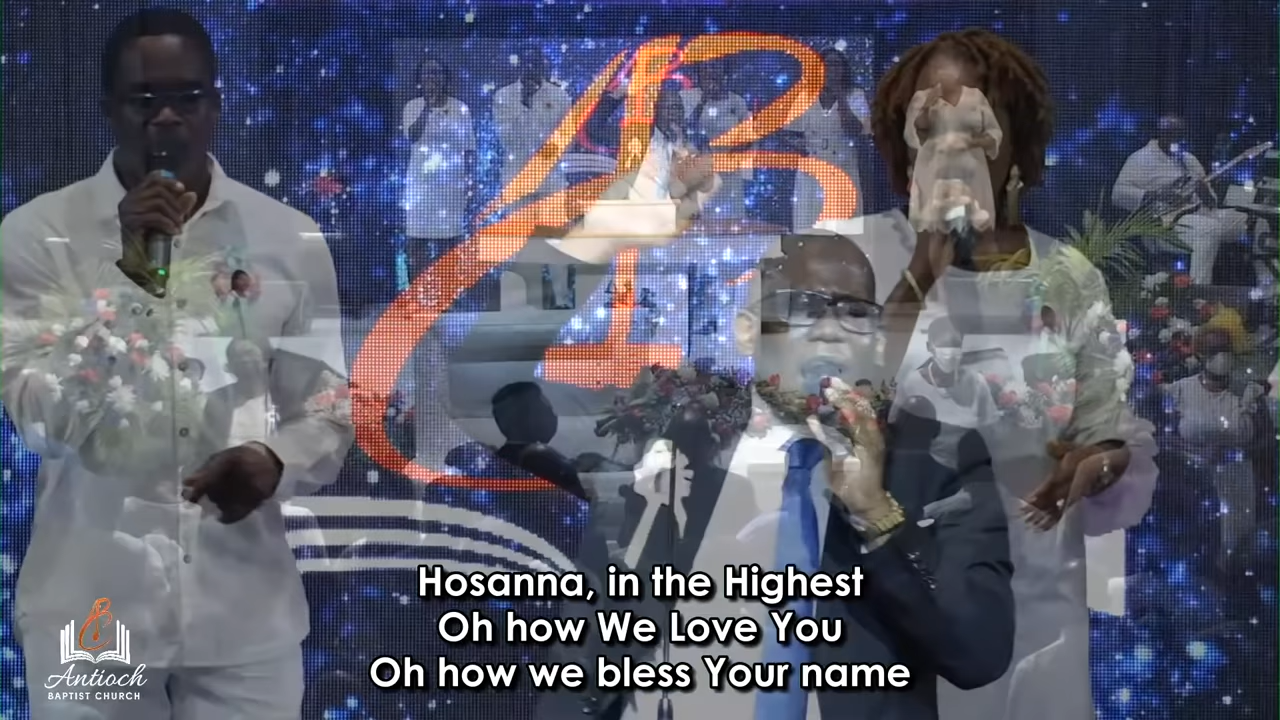 Hosanna, in the Highest
Oh how We Love You
Oh how we bless Your name
Antioch
BAPTIST CHURCH